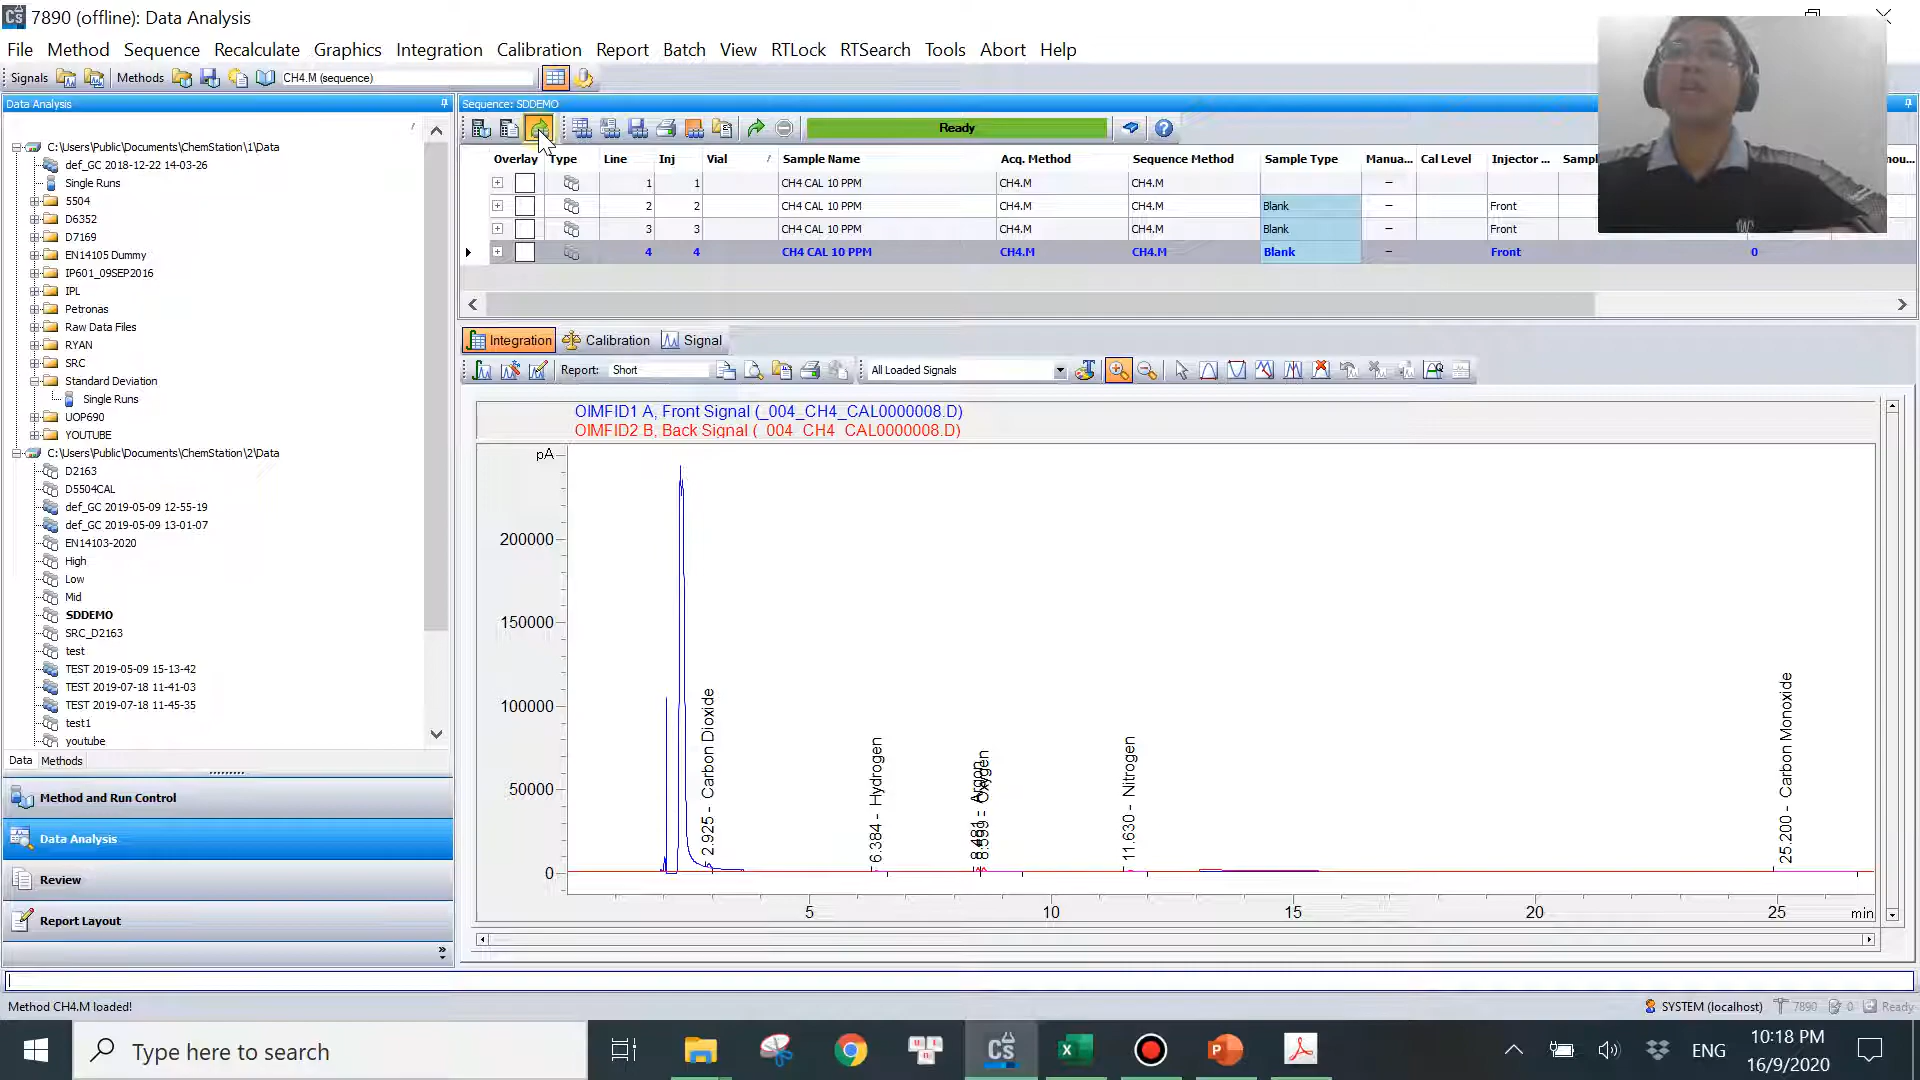 7890 (offline): Data Analysis
File Method Sequence Recalculate Graphics Integration Calibration Report Batch View RTLock RTSearch Tools Abort Help
Signals Methods CH4.M (sequence)
Data Analysis
Sequence: SDDEMO
Ready
Overlay Type Line Inj Vial Sample Name Acq. Method Sequence Method Sample Type Manua... Cal Level Injector ...
1 1 CH4 CAL 10 PPM CH4.M CH4.M –
2 2 CH4 CAL 10 PPM CH4.M CH4.M Blank – Front
3 3 CH4 CAL 10 PPM CH4.M CH4.M Blank – Front
4 4 CH4 CAL 10 PPM CH4.M CH4.M Blank – Front 0
C:\Users\Public\Documents\ChemStation\1\Data
def_GC 2018-12-22 14-03-26
Single Runs
5504
D6352
D7169
EN14105 Dummy
IP601_09SEP2016
IPL
Petronas
Raw Data Files
RYAN
SRC
Standard Deviation
Single Runs
UOP690
YOUTUBE
C:\Users\Public\Documents\ChemStation\2\Data
D2163
D5504CAL
def_GC 2019-05-09 12-55-19
def_GC 2019-05-09 13-01-07
EN14103-2020
High
Low
Mid
SDDEMO
SRC_D2163
test
TEST 2019-05-09 15-13-42
TEST 2019-07-18 11-41-03
TEST 2019-07-18 11-45-35
test1
youtube
Data Methods
Method and Run Control
Data Analysis
Review
Report Layout
Integration Calibration Signal
Report: Short All Loaded Signals
OIMFID1 A, Front Signal (_004_CH4_CAL0000008.D)
OIMFID2 B, Back Signal (_004_CH4_CAL0000008.D)
pA
200000
150000
100000
50000
0
2.925 - Carbon Dioxide
6.384 - Hydrogen
8.481 - Argon
8.599 - Oxygen
11.630 - Nitrogen
25.200 - Carbon Monoxide
5 10 15 20 25 min
Method CH4.M loaded!
SYSTEM (localhost) 7890 0 Ready
Type here to search
ENG
10:18 PM
16/9/2020